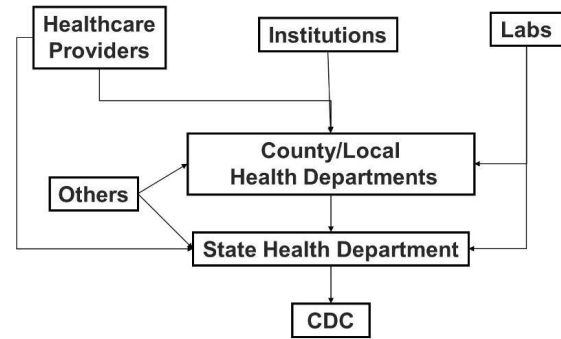 Healthcare
Providers
Institutions
Labs
County/Local
Health Departments
Others
State Health Department
CDC